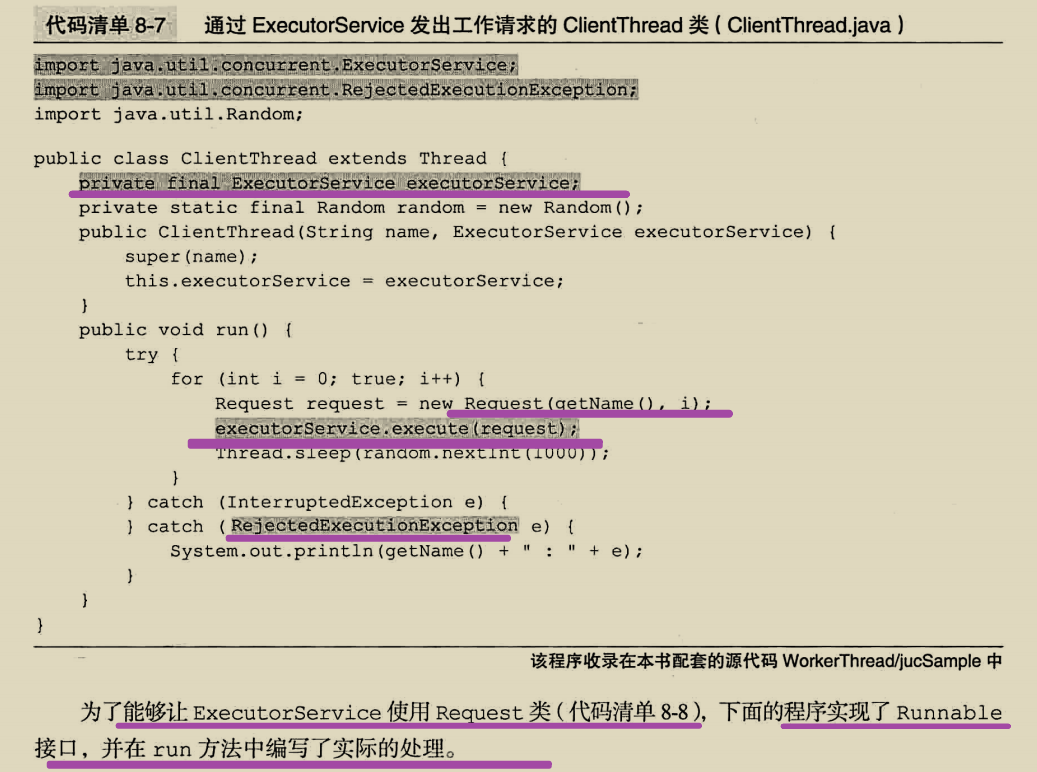 代码清单 8-7 通过 ExecutorService 发出工作请求的 ClientThread 类 ( ClientThread.java )
import java.util.concurrent.ExecutorService;
import java.util.concurrent.RejectedExecutionException;
import java.util.Random;
public class ClientThread extends Thread {
    private final ExecutorService executorService;
    private static final Random random = new Random();
    public ClientThread(String name, ExecutorService executorService) {
        super(name);
        this.executorService = executorService;
    }
    public void run() {
        try {
            for (int i = 0; true; i++) {
                Request request = new Request(getName(), i);
                executorService.execute(request);
                Thread.sleep(random.nextInt(1000));
            }
        } catch (InterruptedException e) {
        } catch (RejectedExecutionException e) {
            System.out.println(getName() + " : " + e);
        }
    }
}
该程序收录在本书配套的源代码 WorkerThread/jucSample 中
为了能够让 ExecutorService 使用 Request 类（代码清单 8-8），下面的程序实现了 Runnable
接口，并在 run 方法中编写了实际的处理。